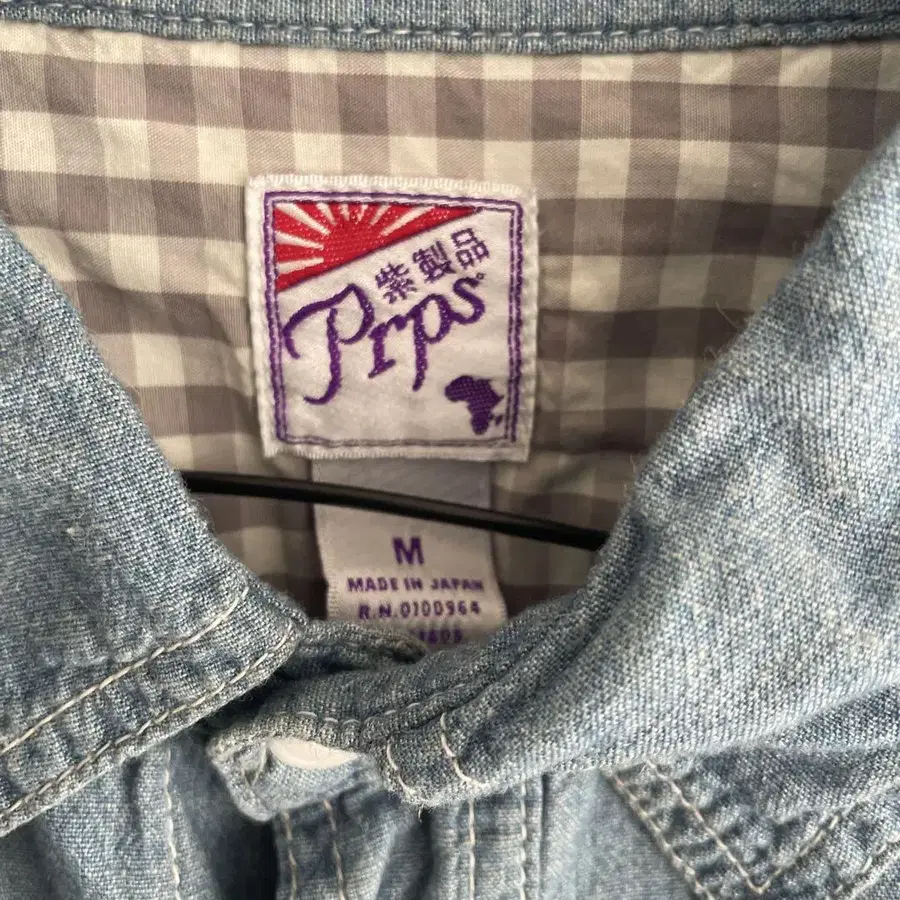 紫製品
Prps
M
MADE IN JAPAN
R.N.0100964